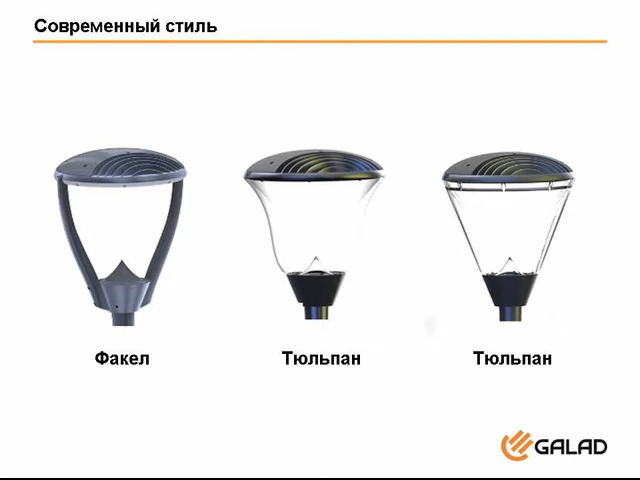 Современный стиль
Факел
Тюльпан
Тюльпан
GALAD